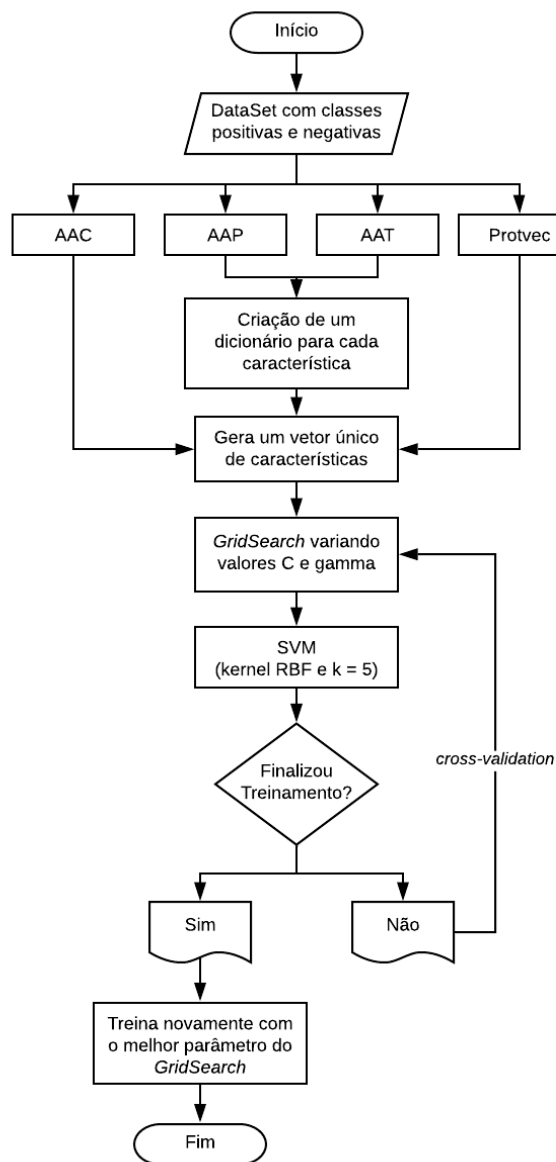 Início
DataSet com classes
positivas e negativas
AAC
AAP
AAT
Protvec
Criação de um
dicionário para cada
característica
Gera um vetor único
de características
GridSearch variando
valores C e gamma
SVM
(kernel RBF e k = 5)
Finalizou
Treinamento?
cross-validation
Sim
Não
Treina novamente com
o melhor parâmetro do
GridSearch
Fim